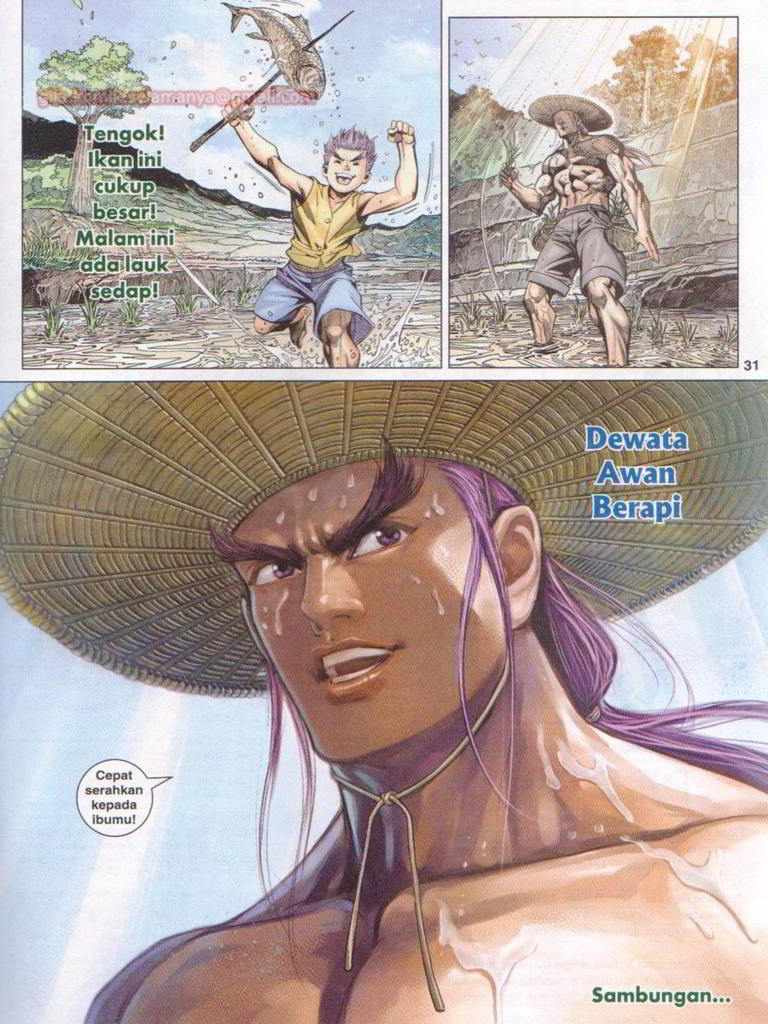 Tengok!
Ikan ini
cukup
besar!
Malam ini
ada lauk
sedap!
31
Dewata
Awan
Berapi
Cepat
serahkan
kepada
ibumu!
Sambungan...